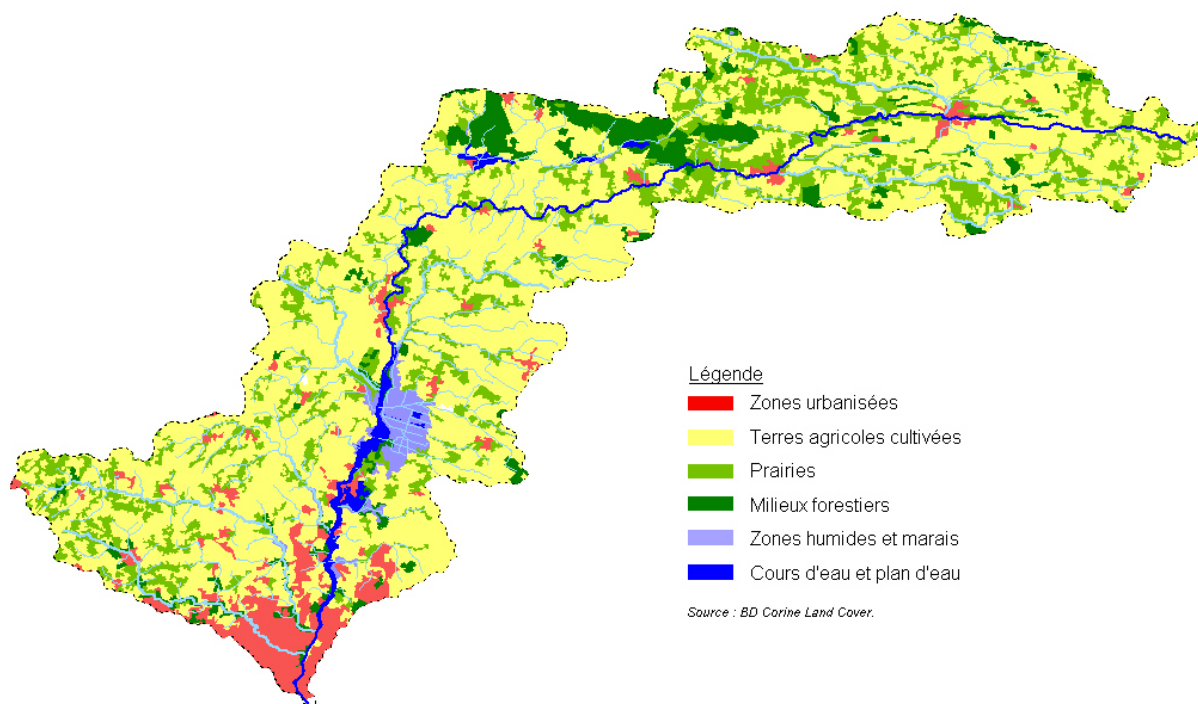 Légende
Zones urbanisées
Terres agricoles cultivées
Prairies
Milieux forestiers
Zones humides et marais
Cours d'eau et plan d'eau
Source : BD Corine Land Cover.